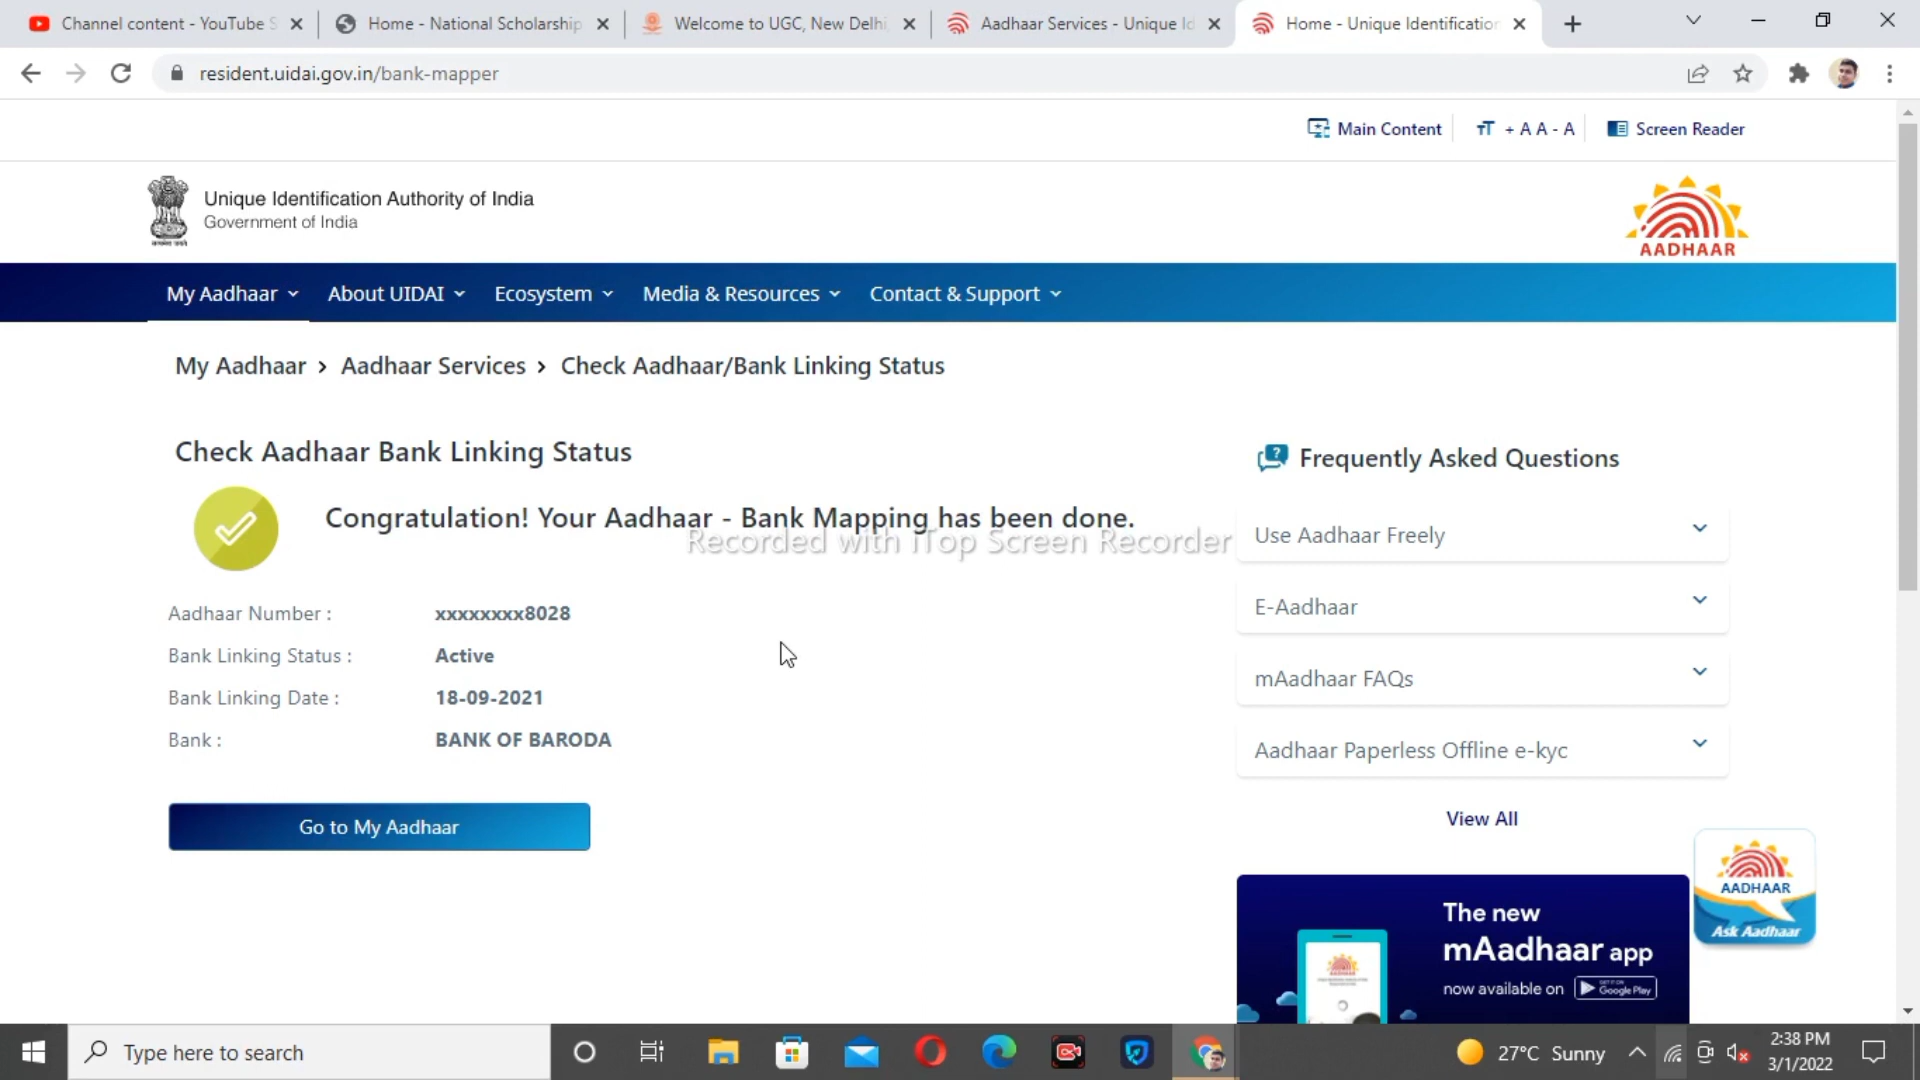 Channel content - YouTube S
Home - National Scholarship
Welcome to UGC, New Delhi,
Aadhaar Services - Unique Id
Home - Unique Identification
resident.uidai.gov.in/bank-mapper
Main Content
+ A A - A
Screen Reader
Unique Identification Authority of India
Government of India
AADHAAR
My Aadhaar
About UIDAI
Ecosystem
Media & Resources
Contact & Support
My Aadhaar › Aadhaar Services › Check Aadhaar/Bank Linking Status
Check Aadhaar Bank Linking Status
Congratulation! Your Aadhaar - Bank Mapping has been done.
Recorded with iTop Screen Recorder
Aadhaar Number : xxxxxxxx8028
Bank Linking Status : Active
Bank Linking Date : 18-09-2021
Bank : BANK OF BARODA
Go to My Aadhaar
Frequently Asked Questions
Use Aadhaar Freely
E-Aadhaar
mAadhaar FAQs
Aadhaar Paperless Offline e-kyc
View All
The new
mAadhaar app
now available on
GET IT ON
Google Play
AADHAAR
Ask Aadhaar
Type here to search
27°C Sunny
2:38 PM
3/1/2022